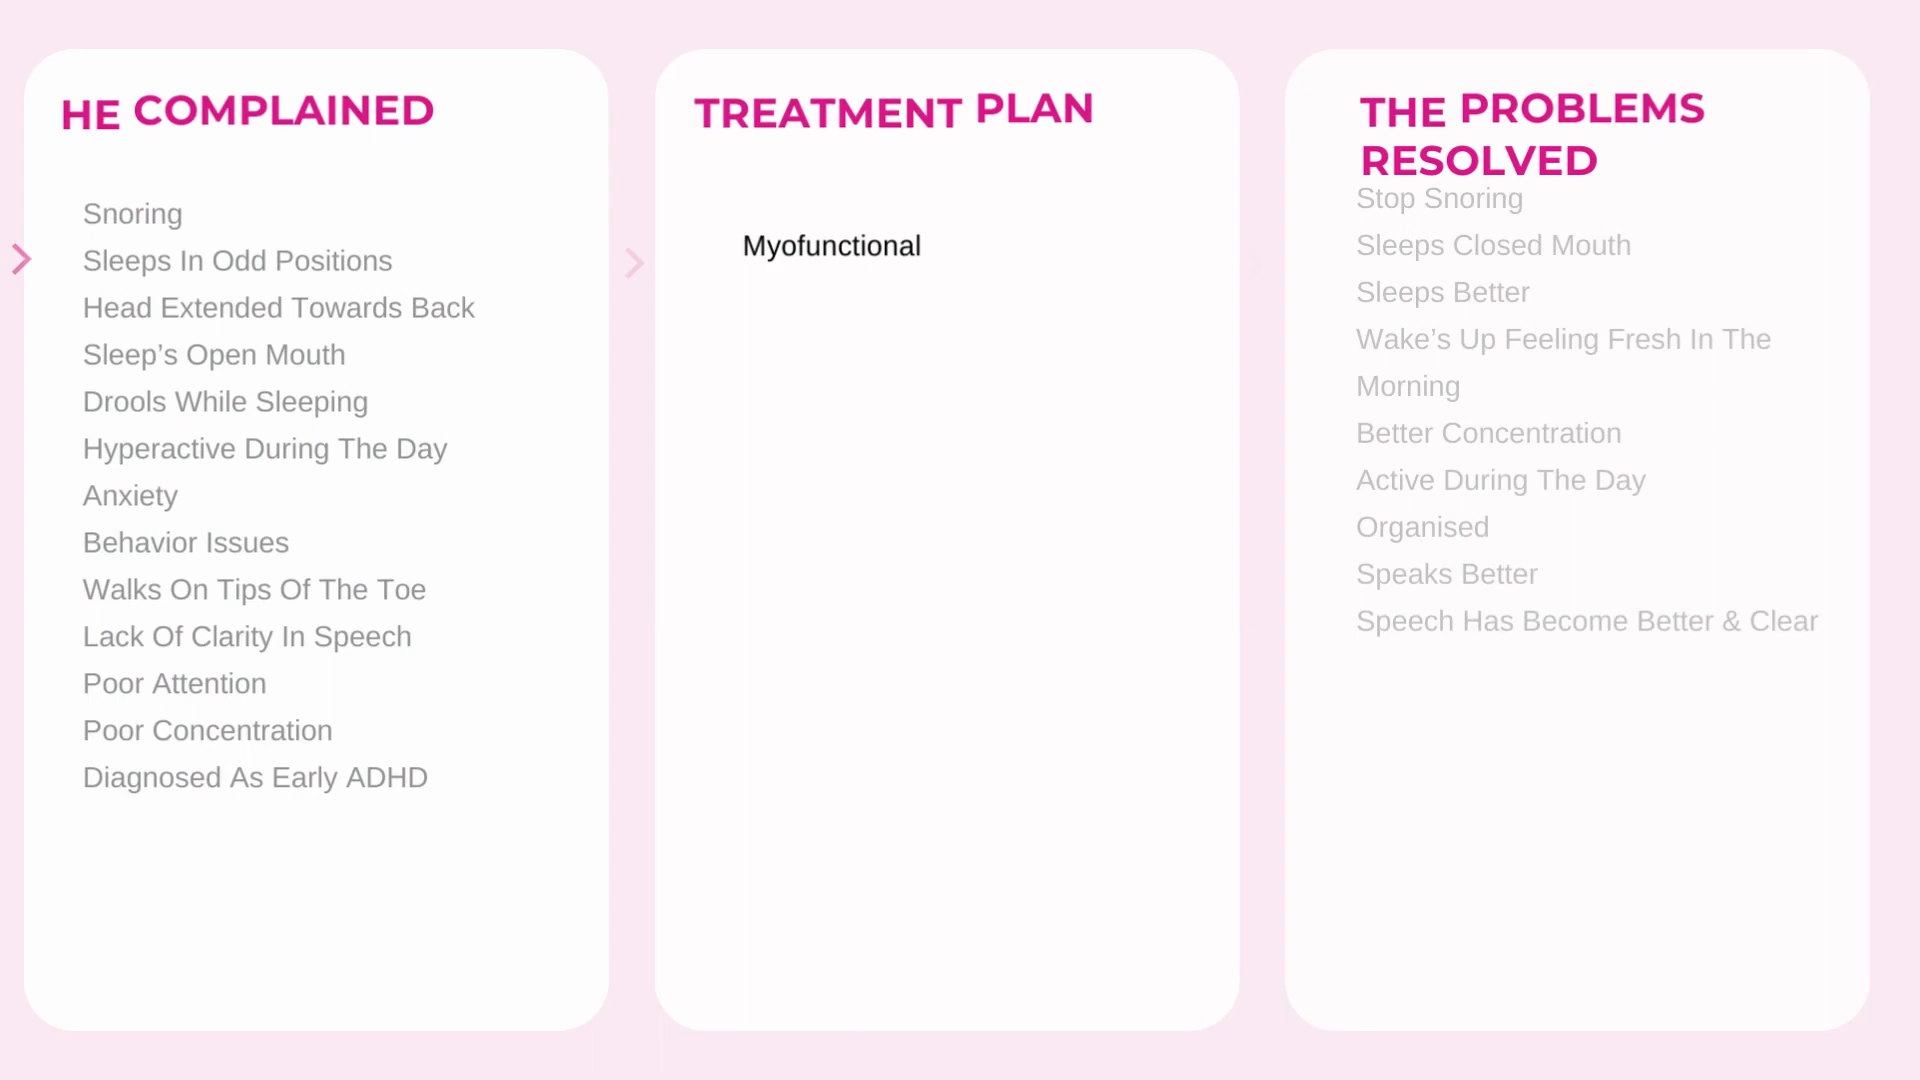 HE COMPLAINED
Snoring
Sleeps In Odd Positions
Head Extended Towards Back
Sleep’s Open Mouth
Drools While Sleeping
Hyperactive During The Day
Anxiety
Behavior Issues
Walks On Tips Of The Toe
Lack Of Clarity In Speech
Poor Attention
Poor Concentration
Diagnosed As Early ADHD
TREATMENT PLAN
Myofunctional
THE PROBLEMS
RESOLVED
Stop Snoring
Sleeps Closed Mouth
Sleeps Better
Wake’s Up Feeling Fresh In The
Morning
Better Concentration
Active During The Day
Organised
Speaks Better
Speech Has Become Better & Clear